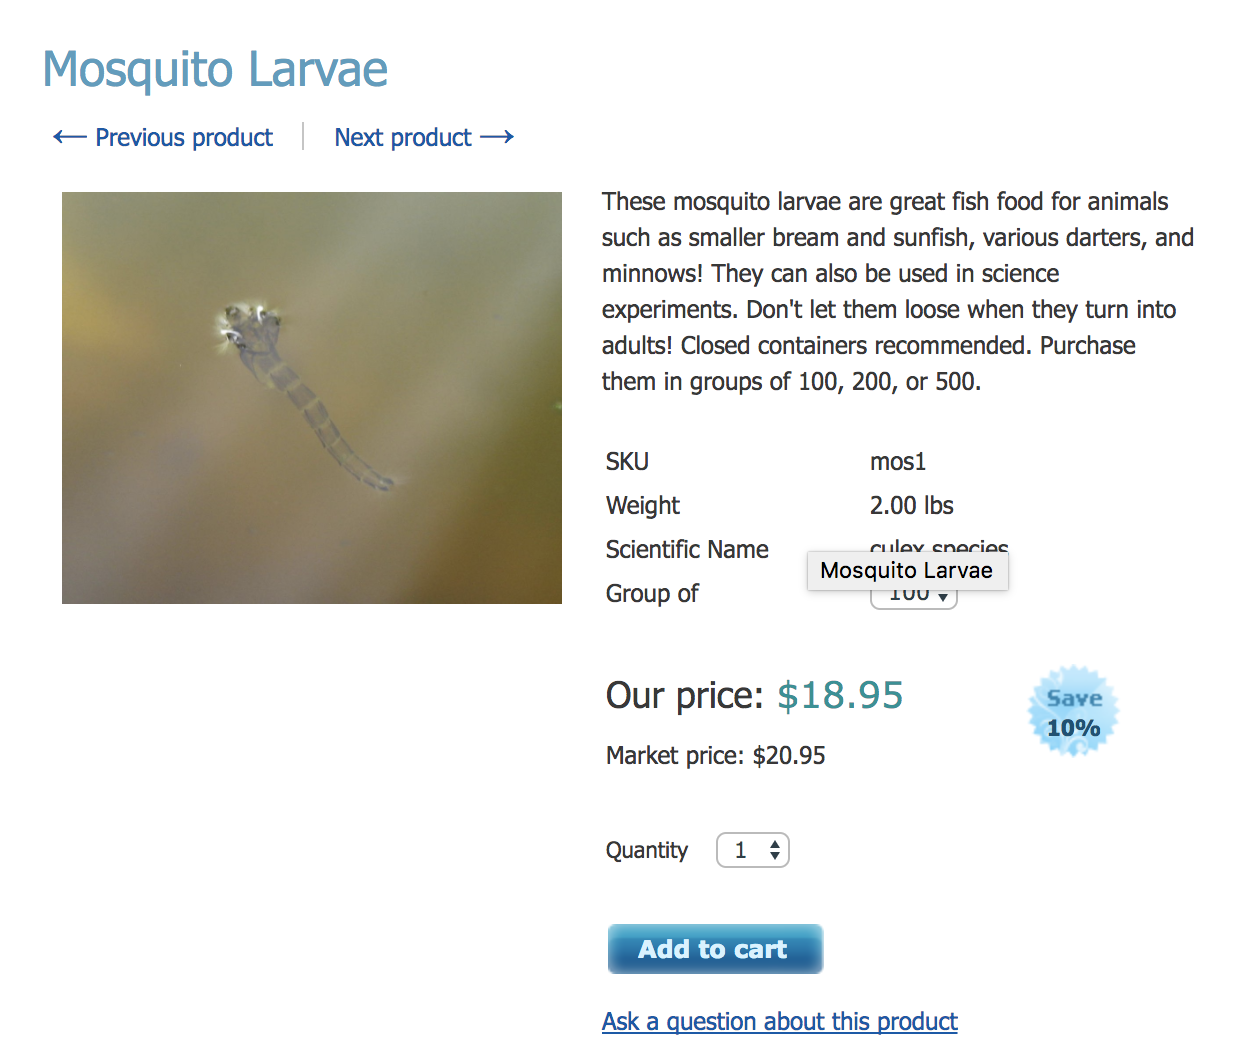 Mosquito Larvae
← Previous product | Next product →
These mosquito larvae are great fish food for animals
such as smaller bream and sunfish, various darters, and
minnows! They can also be used in science
experiments. Don't let them loose when they turn into
adults! Closed containers recommended. Purchase
them in groups of 100, 200, or 500.
SKU mos1
Weight 2.00 lbs
Scientific Name culex species
Mosquito Larvae
Group of 100
Our price: $18.95
Save
10%
Market price: $20.95
Quantity 1
Add to cart
Ask a question about this product